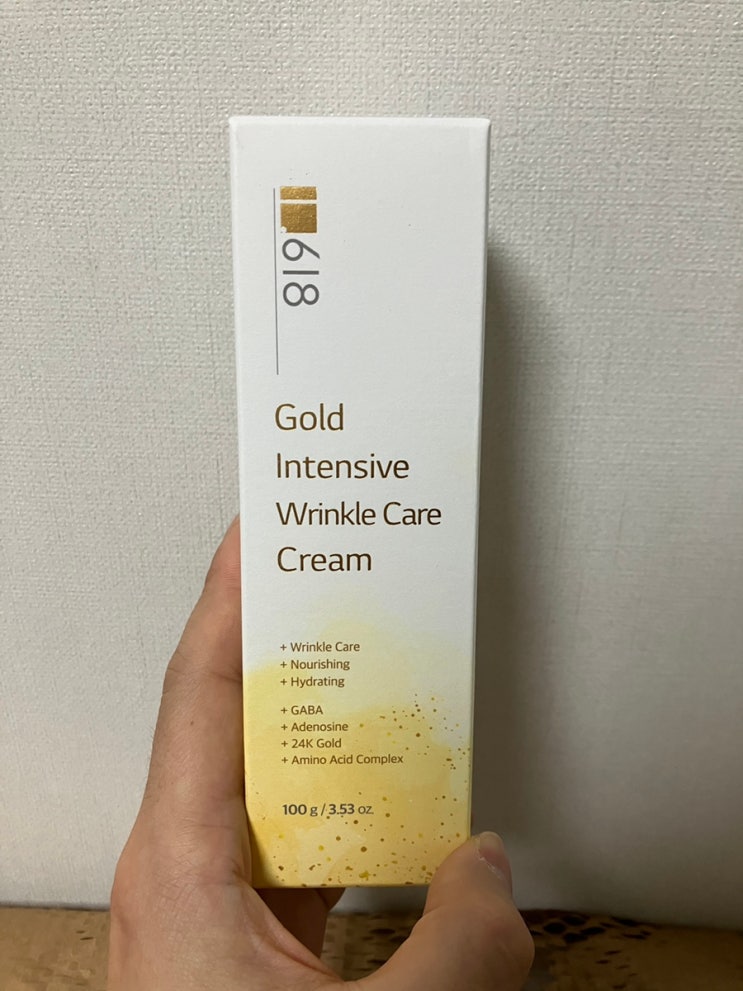 .618
Gold
Intensive
Wrinkle Care
Cream
+ Wrinkle Care
+ Nourishing
+ Hydrating
+ GABA
+ Adenosine
+ 24K Gold
+ Amino Acid Complex
100 g / 3.53 oz.